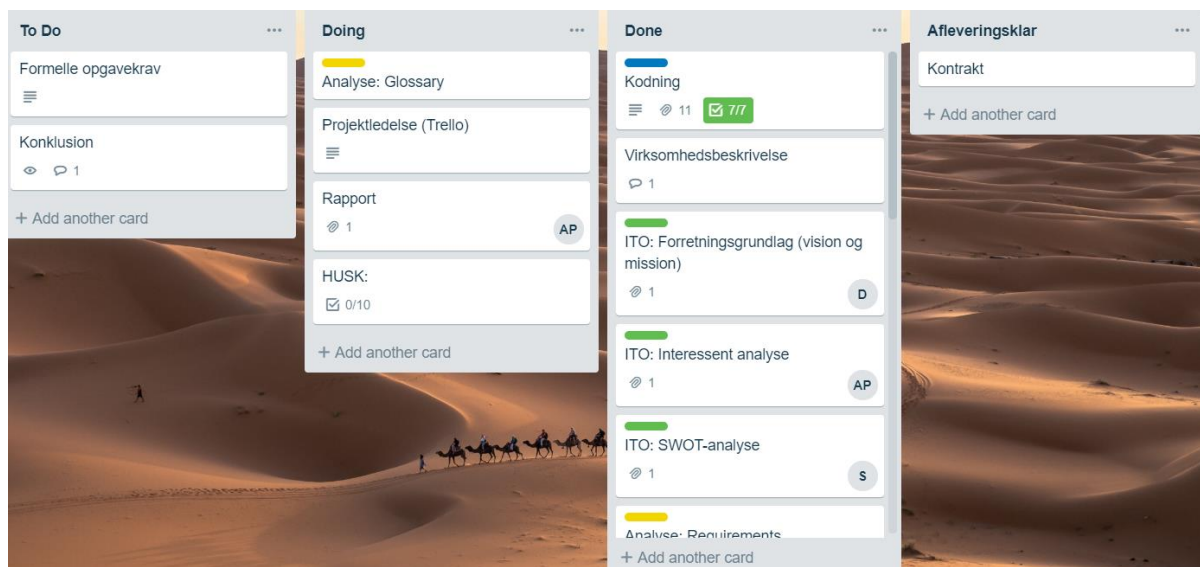 To Do
Formelle opgavekrav
Konklusion
1
+ Add another card
Doing
Analyse: Glossary
Projektledelse (Trello)
Rapport
1
AP
HUSK:
0/10
+ Add another card
Done
Kodning
11
7/7
Virksomhedsbeskrivelse
1
ITO: Forretningsgrundlag (vision og
mission)
1
D
ITO: Interessent analyse
1
AP
ITO: SWOT-analyse
1
S
Analyse: Requirements
+ Add another card
Afleveringsklar
Kontrakt
+ Add another card